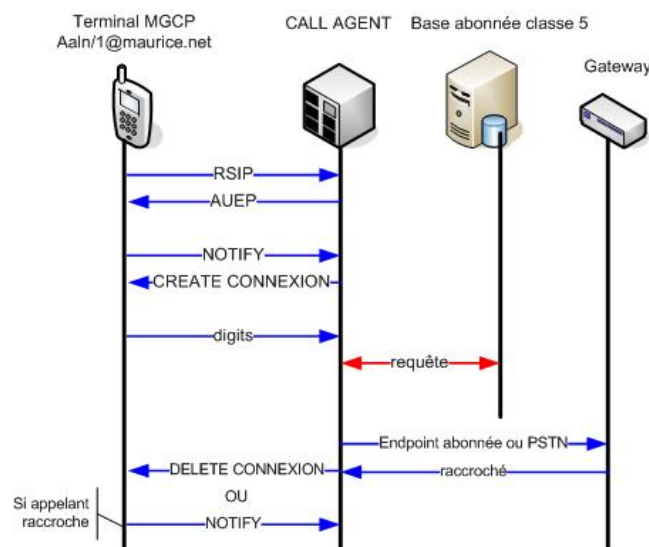 Terminal MGCP
Aaln/1@maurice.net
CALL AGENT
Base abonnée classe 5
Gateway
RSIP
AUEP
NOTIFY
CREATE CONNEXION
digits
requête
Endpoint abonnée ou PSTN
DELETE CONNEXION
raccroché
OU
Si appelant
raccroche
NOTIFY